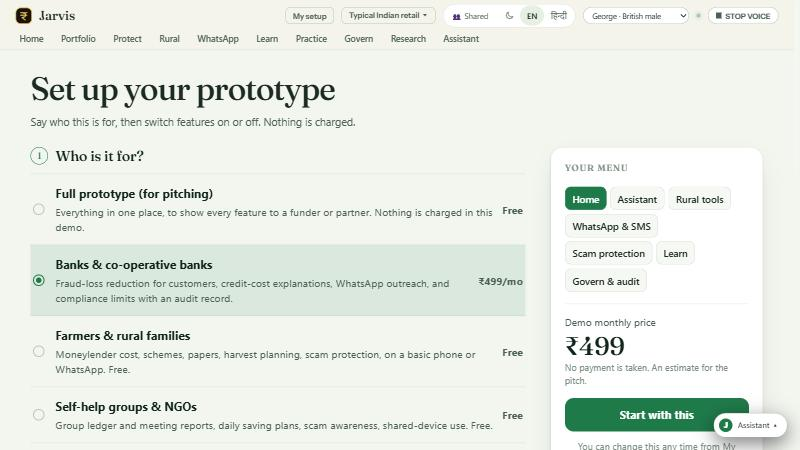 ₹ Jarvis
My setup
Typical Indian retail
Shared
EN
हिन्दी
George · British male
STOP VOICE
Home Portfolio Protect Rural WhatsApp Learn Practice Govern Research Assistant
Set up your prototype
Say who this is for, then switch features on or off. Nothing is charged.
1 Who is it for?
Full prototype (for pitching)
Everything in one place, to show every feature to a funder or partner. Nothing is charged in this
demo.
Free
Banks & co-operative banks
Fraud-loss reduction for customers, credit-cost explanations, WhatsApp outreach, and
compliance limits with an audit record.
₹499/mo
Farmers & rural families
Moneylender cost, schemes, papers, harvest planning, scam protection, on a basic phone or
WhatsApp. Free.
Free
Self-help groups & NGOs
Group ledger and meeting reports, daily saving plans, scam awareness, shared-device use. Free.
Free
YOUR MENU
Home Assistant Rural tools
WhatsApp & SMS
Scam protection Learn
Govern & audit
Demo monthly price
₹499
No payment is taken. An estimate for the
pitch.
Start with this
J Assistant
You can change this any time from My